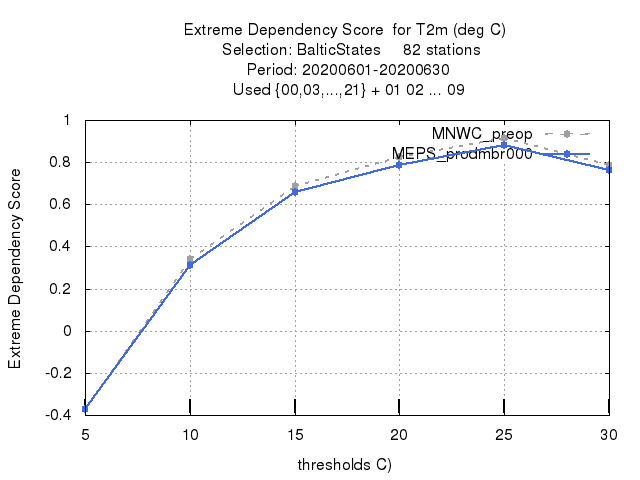 Extreme Dependency Score  for T2m (deg C)
Selection: BalticStates     82 stations
Period: 20200601-20200630
Used {00,03,...,21} + 01 02 ... 09
MNWC_preop
MEPS_prodmbr000
Extreme Dependency Score
1
0.8
0.6
0.4
0.2
0
-0.2
-0.4
5 10 15 20 25 30
thresholds C)